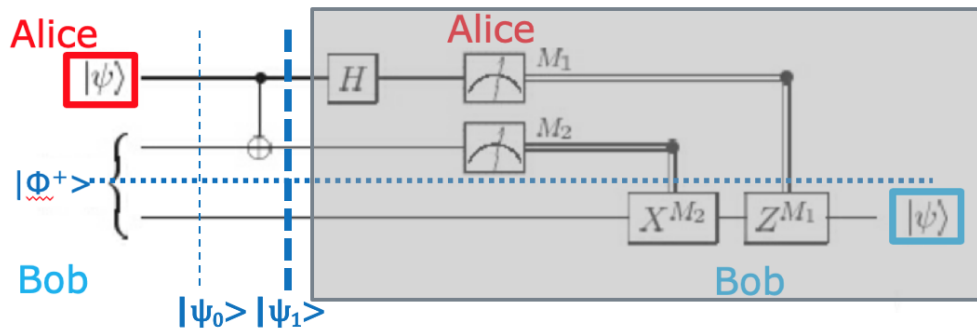 Alice
Alice
|ψ⟩
H
M₁
M₂
|Φ⁺>
X^{M₂}
Z^{M₁}
|ψ⟩
Bob
Bob
|ψ₀> |ψ₁>